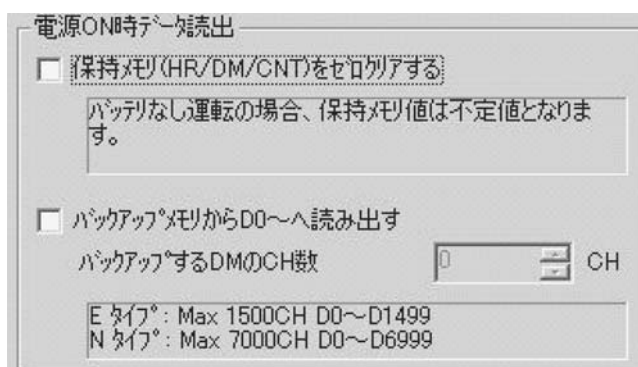 電源ON時ﾃﾞｰﾀ読出
保持ﾒﾓﾘ(HR/DM/CNT)をｾﾞﾛｸﾘｱする
ﾊﾞｯﾃﾘなし運転の場合、保持ﾒﾓﾘ値は不定値となりま
す。
ﾊﾞｯｸｱｯﾌﾟﾒﾓﾘからD0～へ読み出す
ﾊﾞｯｸｱｯﾌﾟするDMのCH数 0 CH
E ﾀｲﾌﾟ: Max 1500CH D0～D1499
N ﾀｲﾌﾟ: Max 7000CH D0～D6999